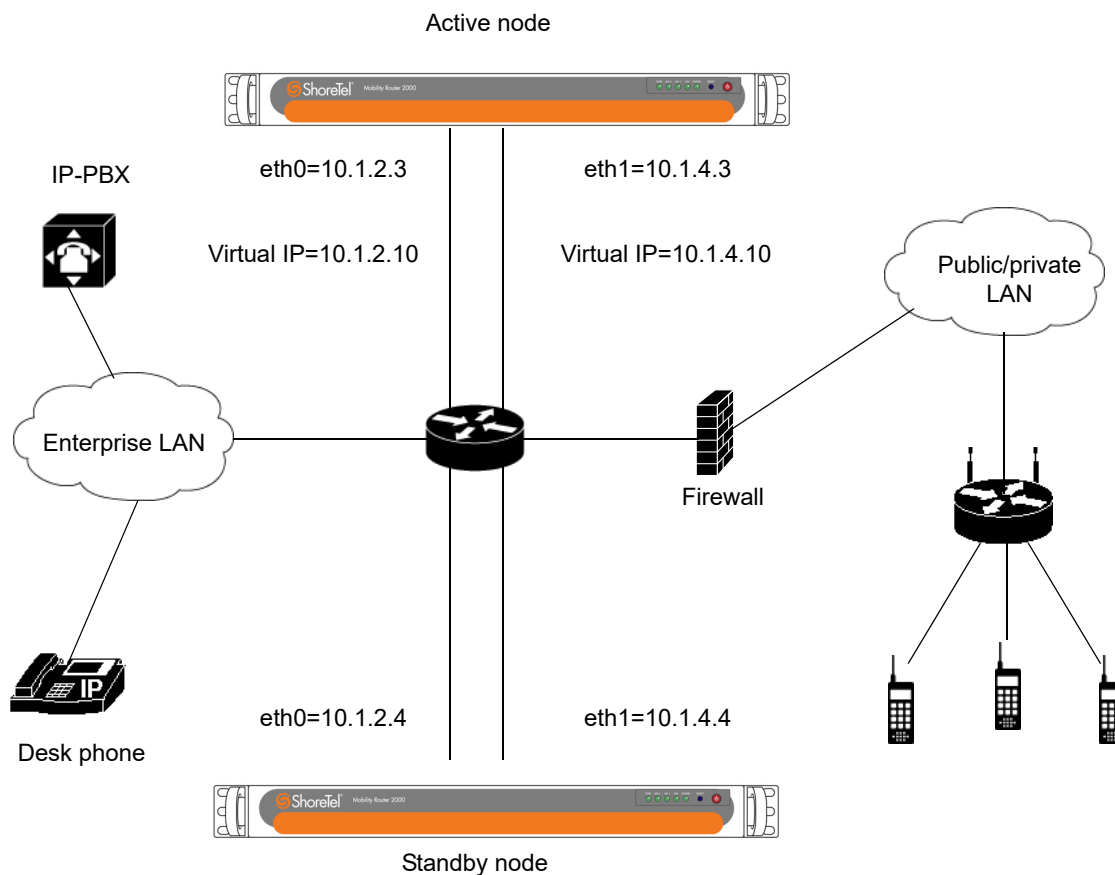 Active node
ShoreTel
Mobility Router 2000
eth0=10.1.2.3
eth1=10.1.4.3
IP-PBX
Virtual IP=10.1.2.10
Virtual IP=10.1.4.10
Public/private
LAN
Enterprise LAN
Firewall
IP
eth0=10.1.2.4
eth1=10.1.4.4
Desk phone
ShoreTel
Mobility Router 2000
Standby node